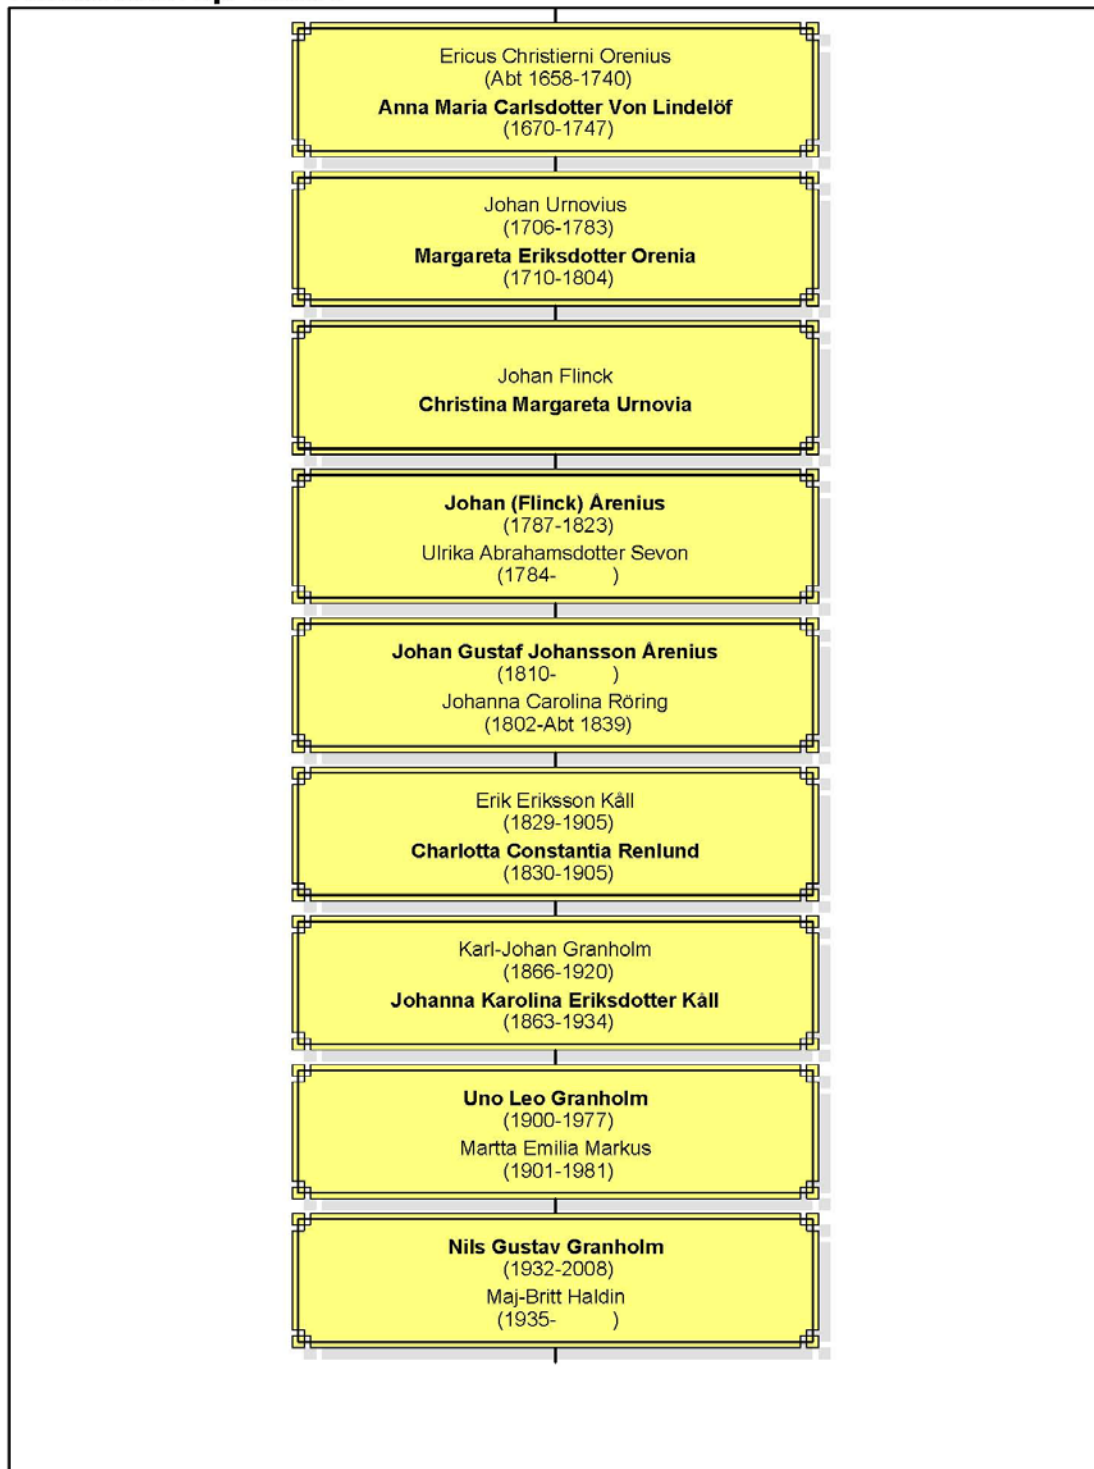 Ericus Christierni Orenius
(Abt 1658-1740)
Anna Maria Carlsdotter Von Lindelöf
(1670-1747)
Johan Urnovius
(1706-1783)
Margareta Eriksdotter Orenia
(1710-1804)
Johan Flinck
Christina Margareta Urnovia
Johan (Flinck) Årenius
(1787-1823)
Ulrika Abrahamsdotter Sevon
(1784- )
Johan Gustaf Johansson Årenius
(1810- )
Johanna Carolina Röring
(1802-Abt 1839)
Erik Eriksson Kåll
(1829-1905)
Charlotta Constantia Renlund
(1830-1905)
Karl-Johan Granholm
(1866-1920)
Johanna Karolina Eriksdotter Kåll
(1863-1934)
Uno Leo Granholm
(1900-1977)
Martta Emilia Markus
(1901-1981)
Nils Gustav Granholm
(1932-2008)
Maj-Britt Haldin
(1935- )